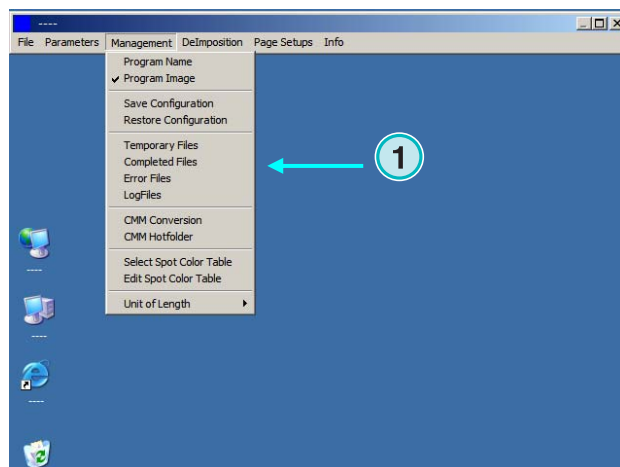 ----
File Parameters Management DeImposition Page Setups Info
Program Name
Program Image
Save Configuration
Restore Configuration
Temporary Files
Completed Files
Error Files
LogFiles
CMM Conversion
CMM Hotfolder
Select Spot Color Table
Edit Spot Color Table
Unit of Length
1
----
----
----